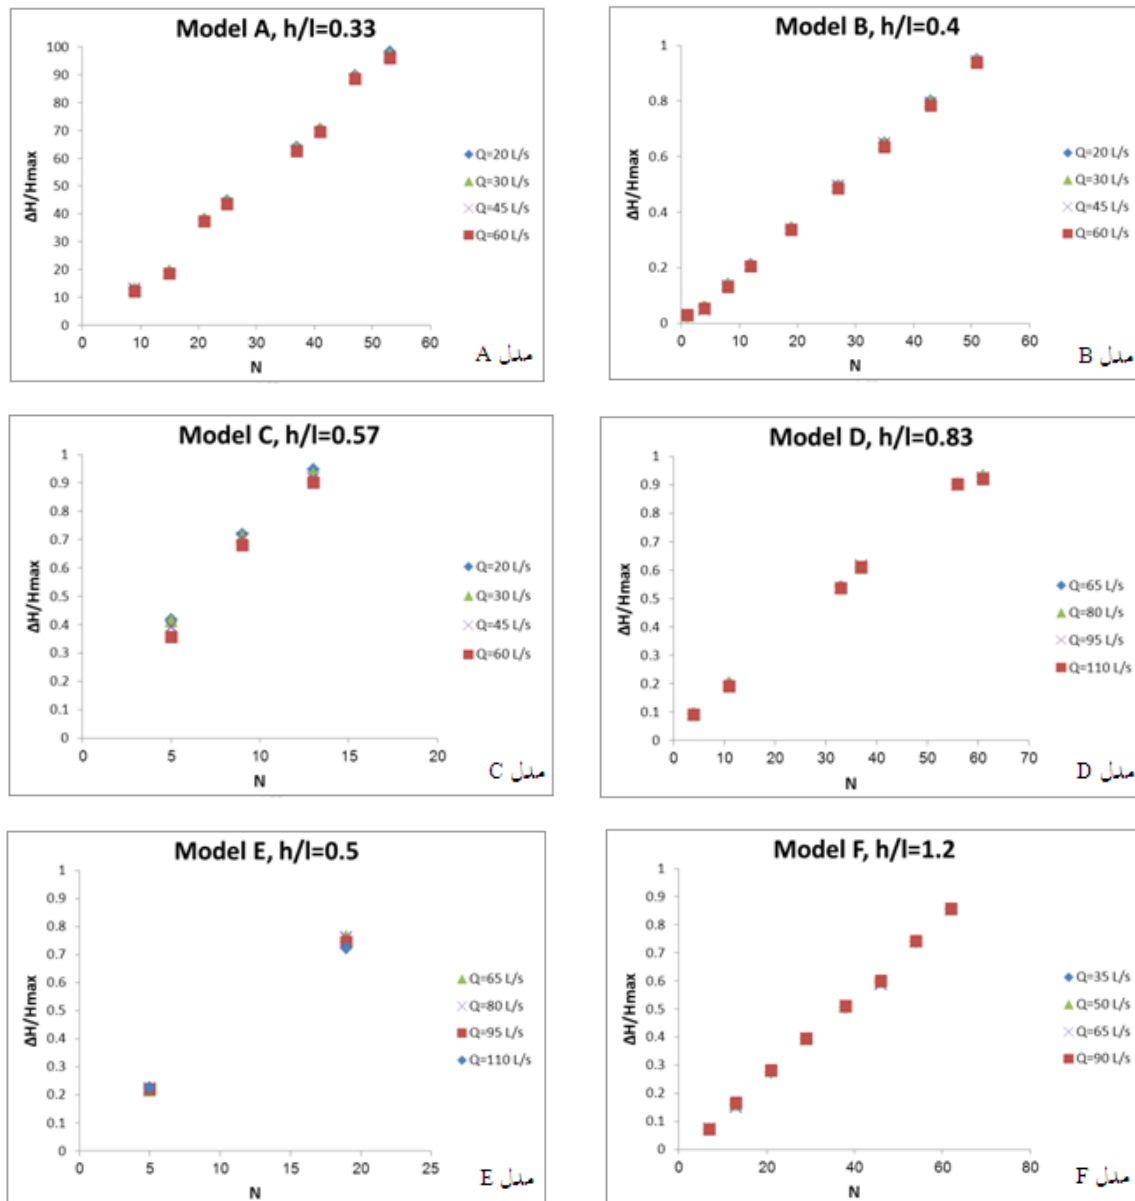 Model A, h/l=0.33
100
90
80
70
60
50
40
30
20
10
0
0 10 20 30 40 50 60
ΔH/Hmax
N
Q=20 L/s
Q=30 L/s
Q=45 L/s
Q=60 L/s
مدل A
Model B, h/l=0.4
1
0.8
0.6
0.4
0.2
0
0 10 20 30 40 50 60
ΔH/Hmax
N
Q=20 L/s
Q=30 L/s
Q=45 L/s
Q=60 L/s
مدل B
Model C, h/l=0.57
1
0.9
0.8
0.7
0.6
0.5
0.4
0.3
0.2
0.1
0
0 5 10 15 20
ΔH/Hmax
N
Q=20 L/s
Q=30 L/s
Q=45 L/s
Q=60 L/s
مدل C
Model D, h/l=0.83
1
0.9
0.8
0.7
0.6
0.5
0.4
0.3
0.2
0.1
0
0 10 20 30 40 50 60 70
ΔH/Hmax
N
Q=65 L/s
Q=80 L/s
Q=95 L/s
Q=110 L/s
مدل D
Model E, h/l=0.5
1
0.9
0.8
0.7
0.6
0.5
0.4
0.3
0.2
0.1
0
0 5 10 15 20 25
ΔH/Hmax
N
Q=65 L/s
Q=80 L/s
Q=95 L/s
Q=110 L/s
مدل E
Model F, h/l=1.2
1
0.9
0.8
0.7
0.6
0.5
0.4
0.3
0.2
0.1
0
0 20 40 60 80
ΔH/Hmax
N
Q=35 L/s
Q=50 L/s
Q=65 L/s
Q=90 L/s
مدل F